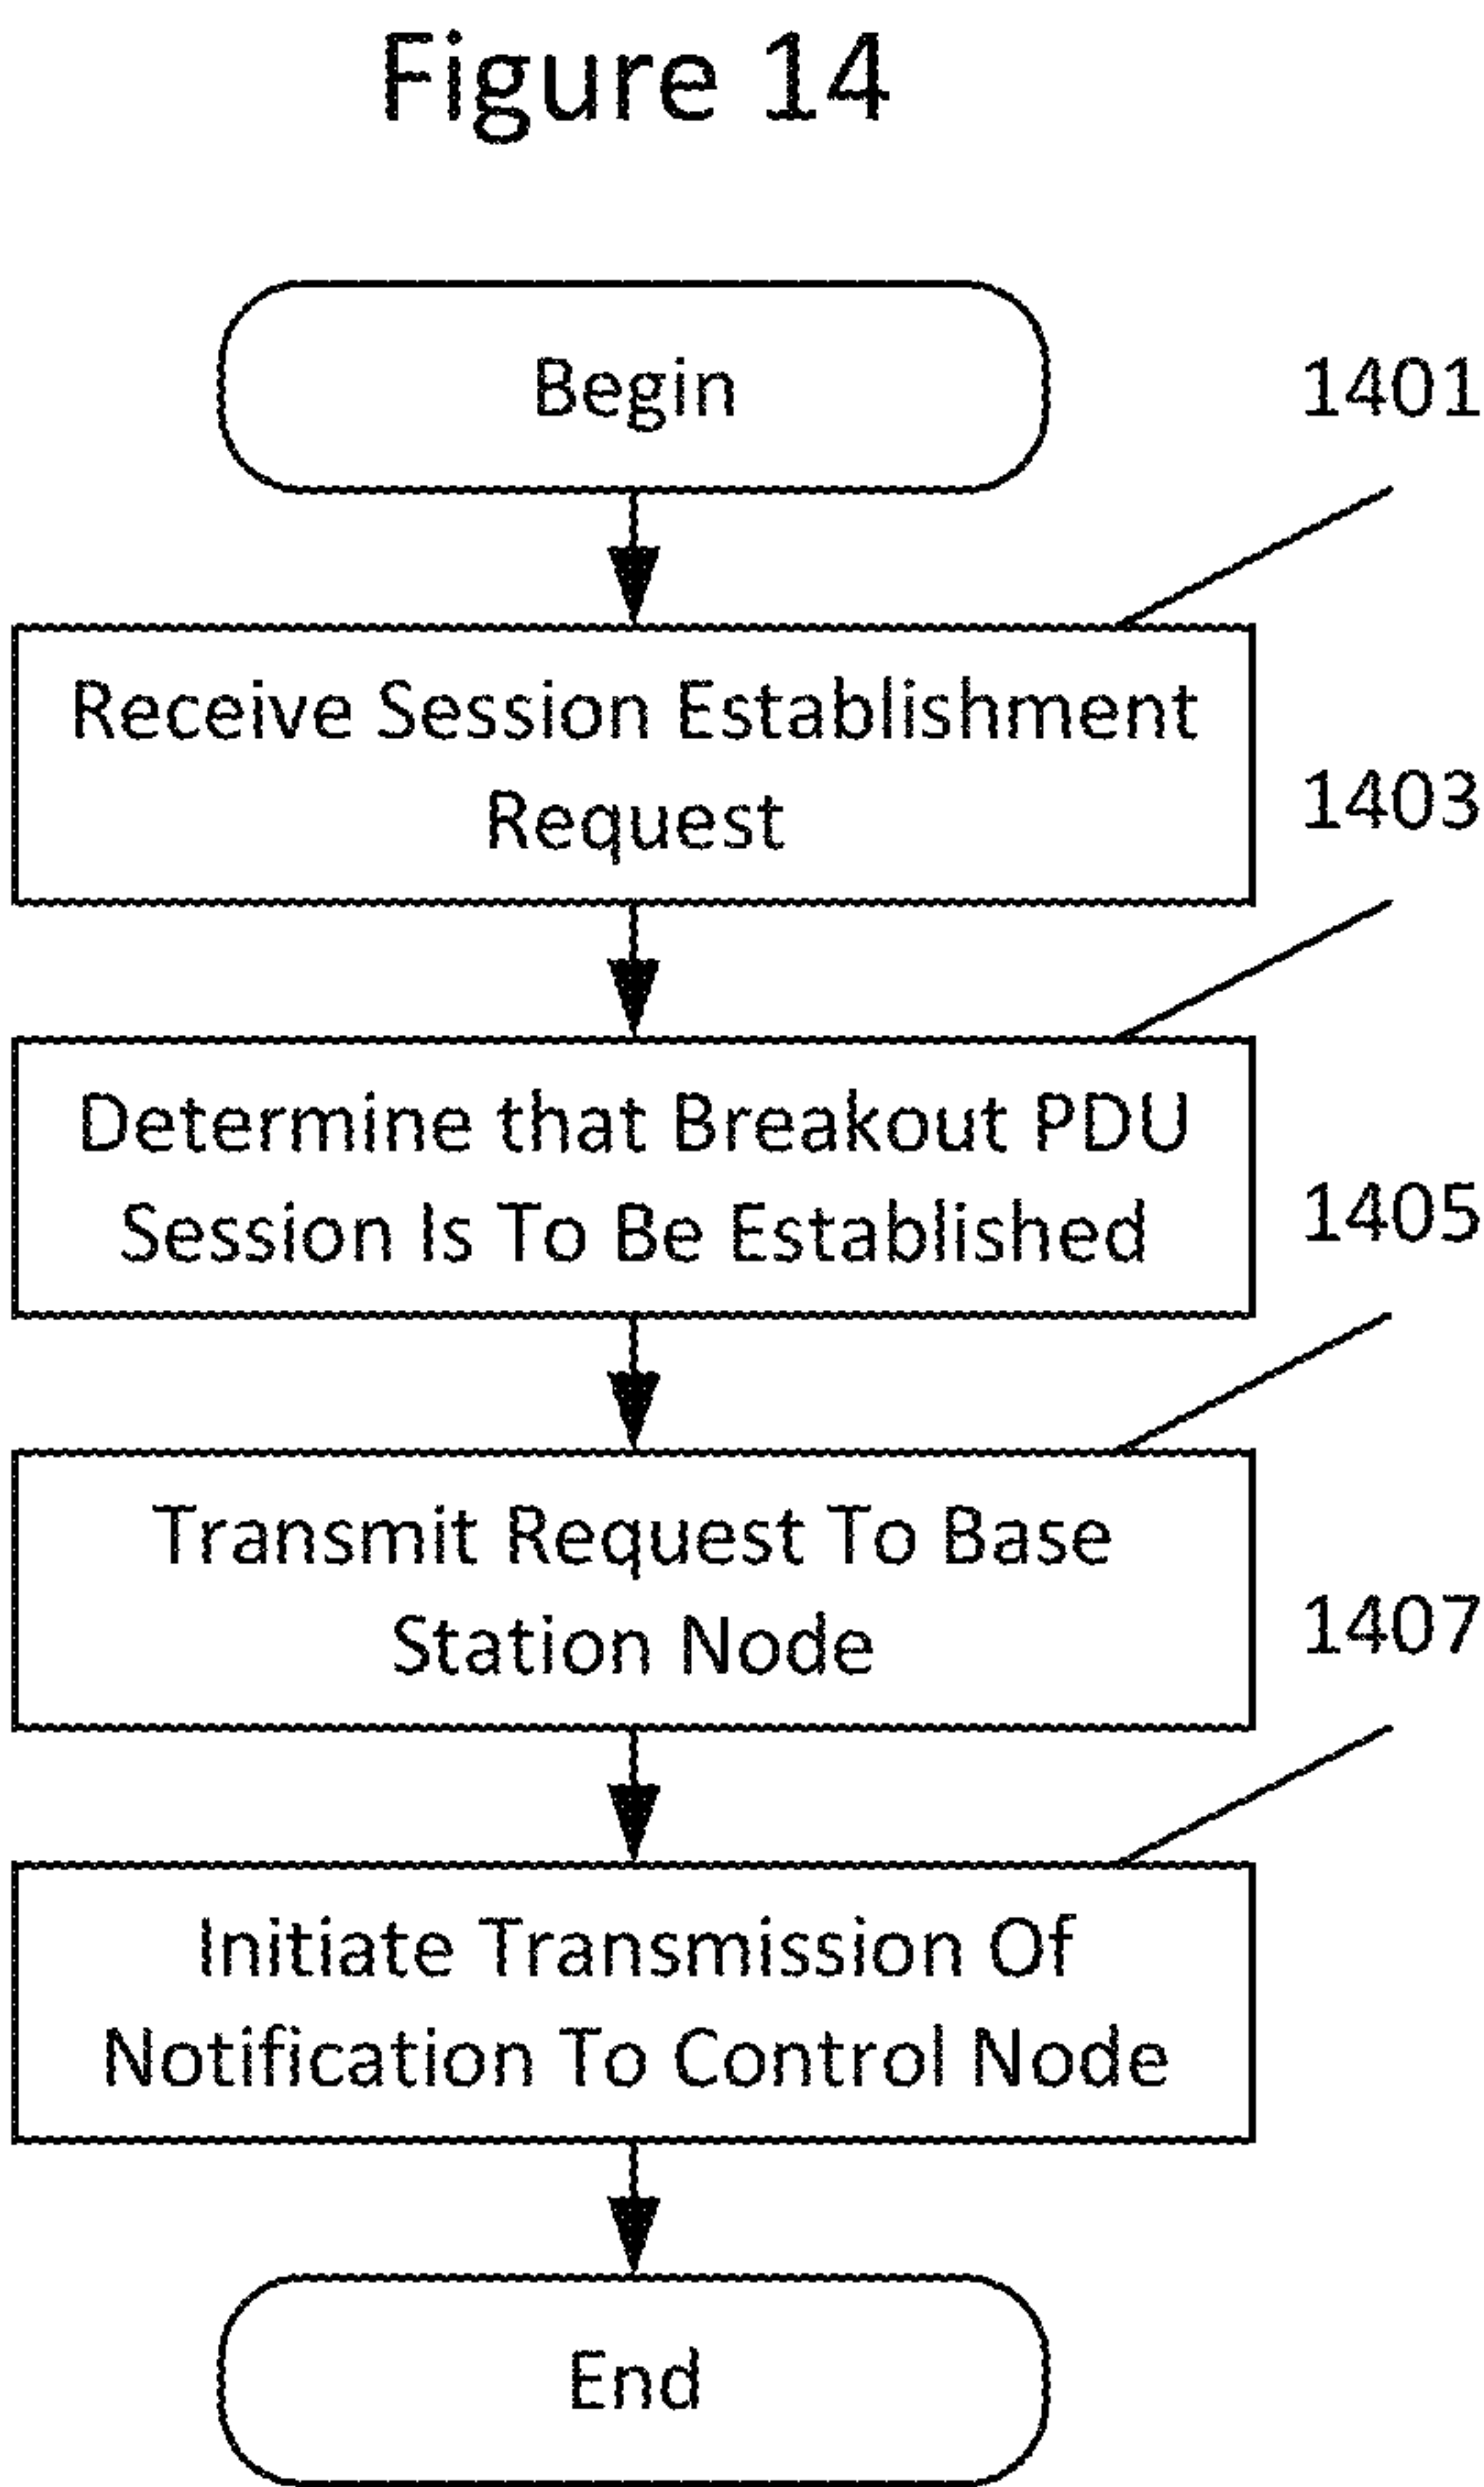 Figure 14
Begin
1401
Receive Session Establishment
Request
1403
Determine that Breakout PDU
Session Is To Be Established
1405
Transmit Request To Base
Station Node
1407
Initiate Transmission Of
Notification To Control Node
End